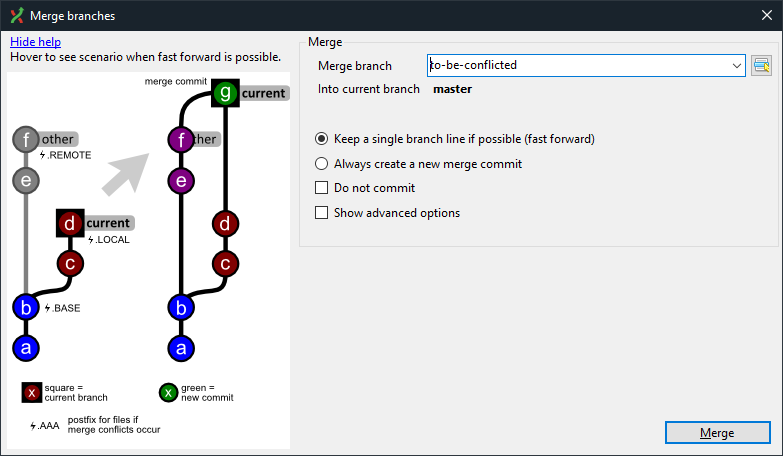 Merge branches
Hide help
Hover to see scenario when fast forward is possible.
merge commit
g current
f other
.REMOTE
f ther
e
e
d current
.LOCAL
d
c
c
b .BASE
b
a
a
x square =
current branch
x green =
new commit
.AAA postfix for files if
merge conflicts occur
Merge
Merge branch to-be-conflicted
Into current branch master
Keep a single branch line if possible (fast forward)
Always create a new merge commit
Do not commit
Show advanced options
Merge